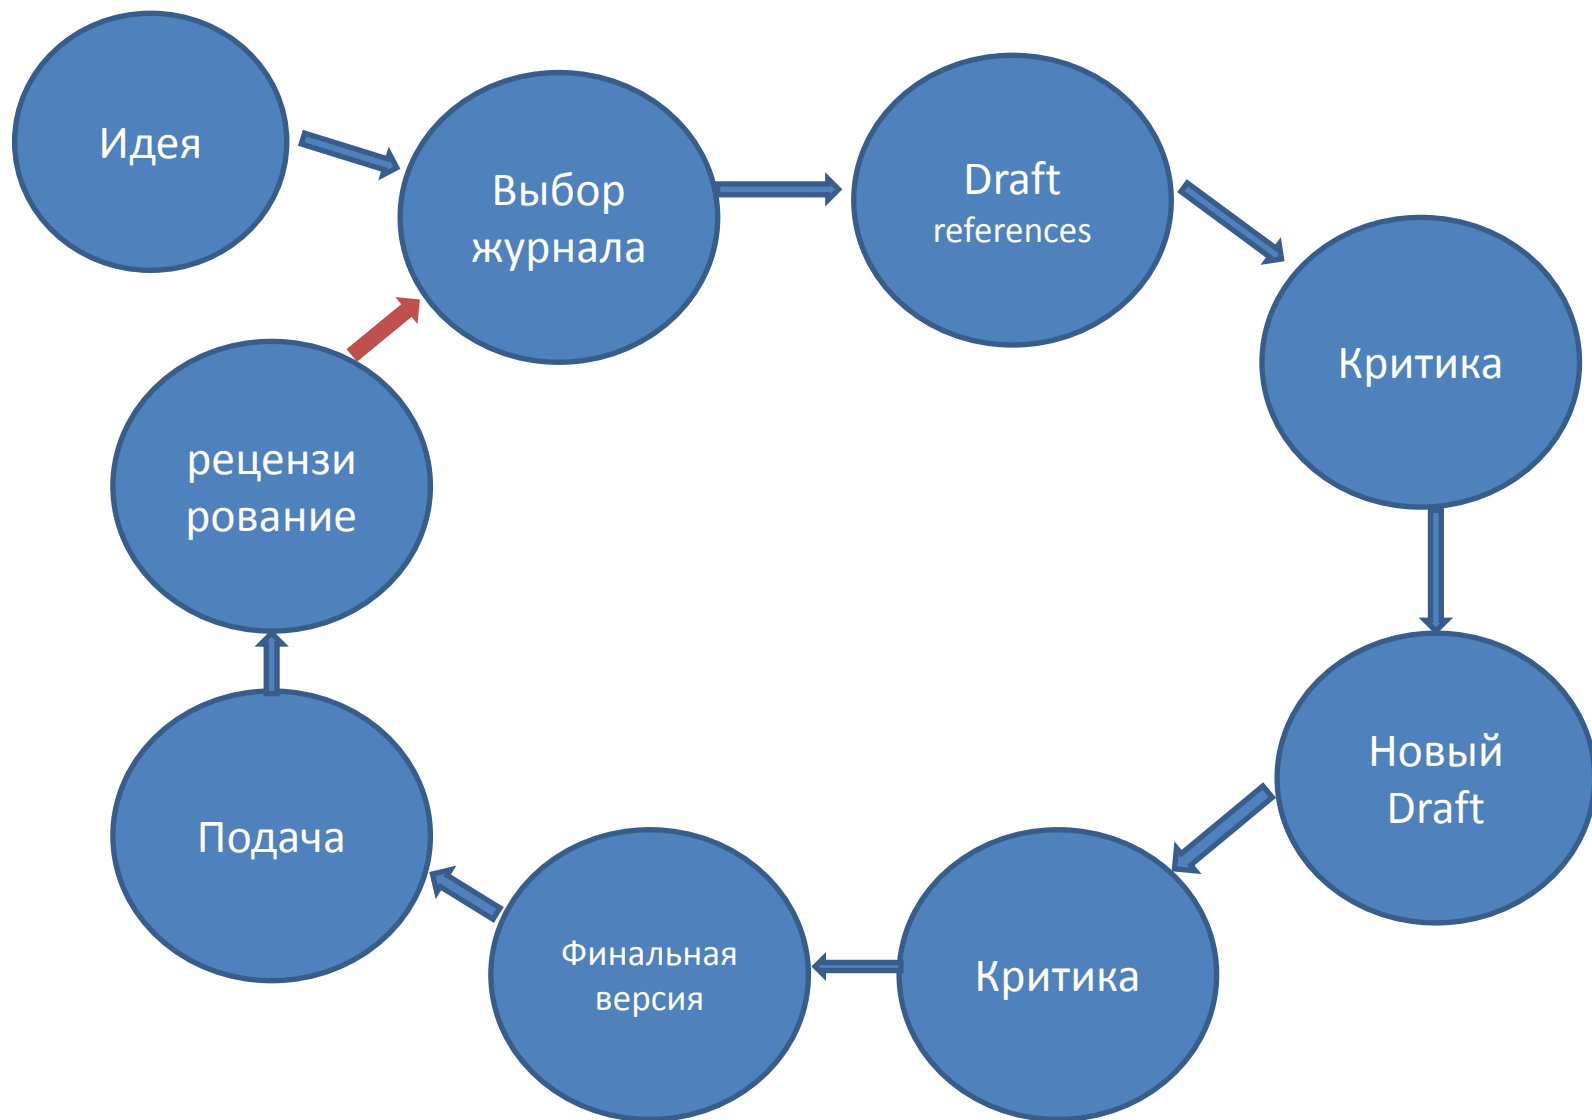 Идея
Выбор
журнала
Draft
references
Критика
Новый
Draft
Критика
Финальная
версия
Подача
рецензи
рование